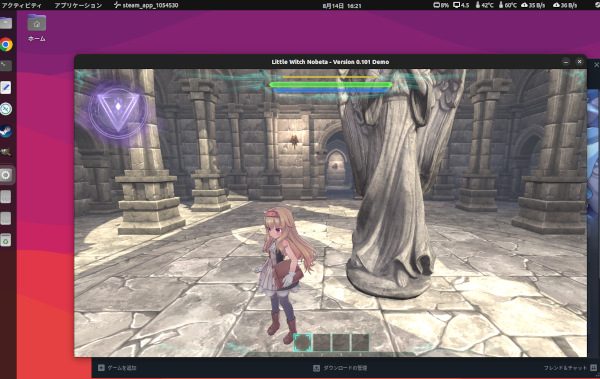 アクティビティ アプリケーション steam_app_1054530 8月14日 16:21 8% 4.5 42°C 60°C 35 B/s 36 B/s
ホーム
Little Witch Nobeta - Version 0.101 Demo
ゲームを追加 ダウンロードの管理 フレンド&チャット